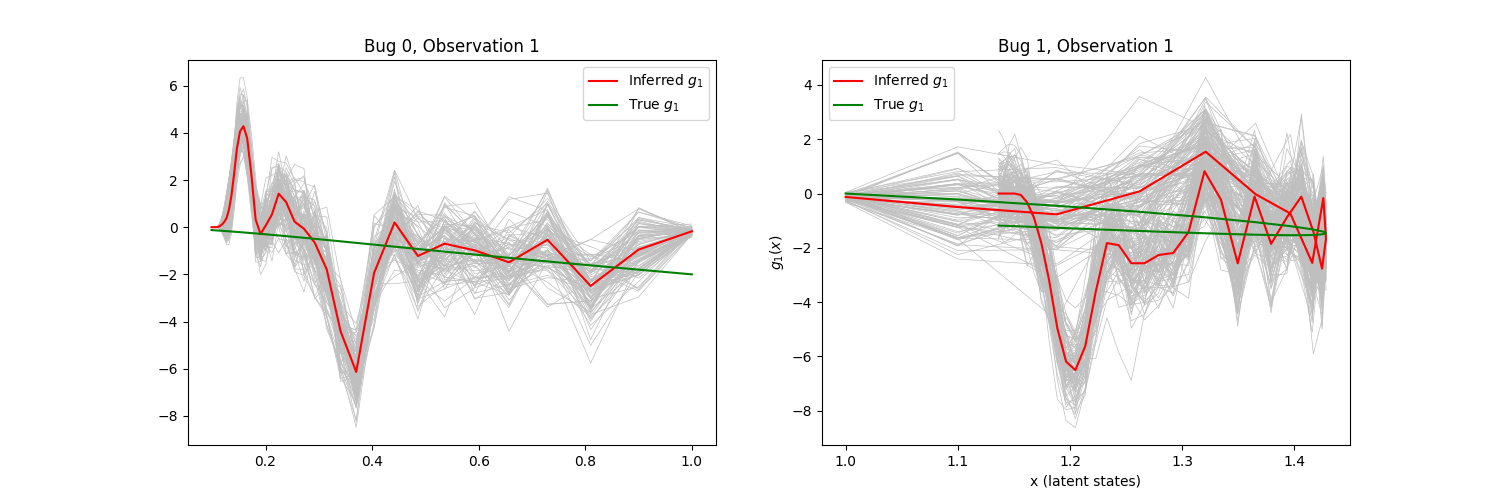 Bug 0, Observation 1
Inferred g₁
True g₁
6
4
2
0
−2
−4
−6
−8
0.2 0.4 0.6 0.8 1.0
Bug 1, Observation 1
Inferred g₁
True g₁
g₁(x)
4
2
0
−2
−4
−6
−8
1.0 1.1 1.2 1.3 1.4
x (latent states)